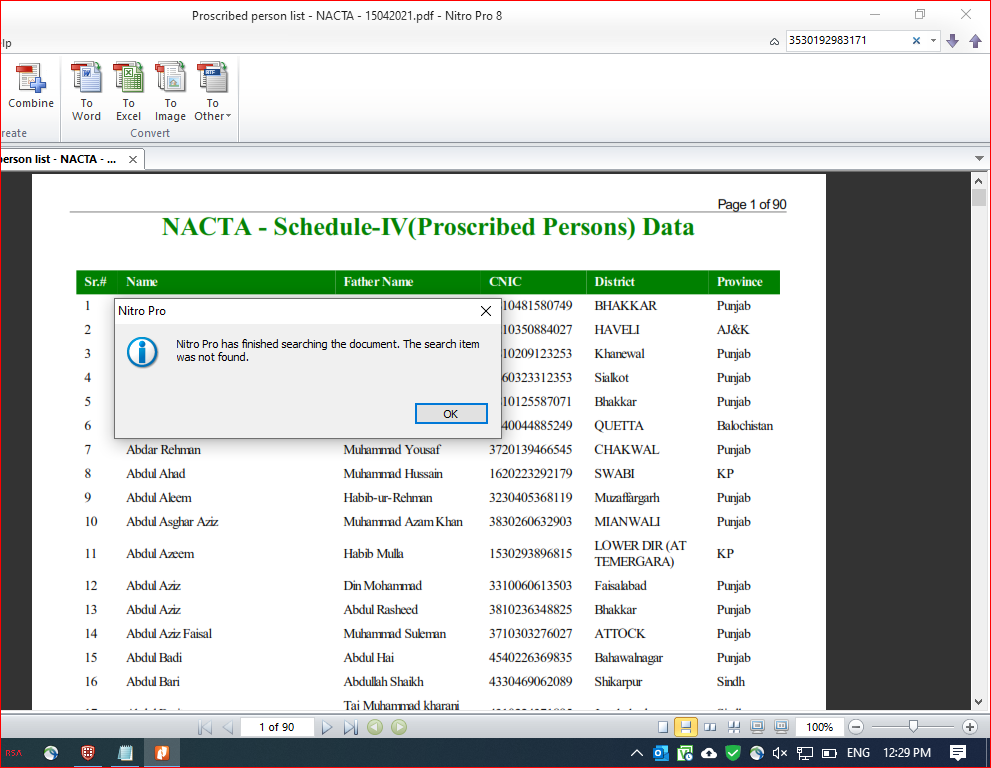 Proscribed person list - NACTA - 15042021.pdf - Nitro Pro 8
lp
3530192983171
Combine
To Word
To Excel
To Image
To Other
reate
Convert
erson list - NACTA - ...
Page 1 of 90
NACTA - Schedule-IV(Proscribed Persons) Data
Sr.# Name Father Name CNIC District Province
1 10481580749 BHAKKAR Punjab
2 10350884027 HAVELI AJ&K
3 10209123253 Khanewal Punjab
4 60323312353 Sialkot Punjab
5 10125587071 Bhakkar Punjab
6 40044885249 QUETTA Balochistan
Nitro Pro
Nitro Pro has finished searching the document. The search item
was not found.
OK
7 Abdar Rehman Muhammad Yousaf 3720139466545 CHAKWAL Punjab
8 Abdul Ahad Muhammad Hussain 1620223292179 SWABI KP
9 Abdul Aleem Habib-ur-Rehman 3230405368119 Muzaffargarh Punjab
10 Abdul Asghar Aziz Muhammad Azam Khan 3830260632903 MIANWALI Punjab
11 Abdul Azeem Habib Mulla 1530293896815 LOWER DIR (AT TEMERGARA) KP
12 Abdul Aziz Din Mohammad 3310060613503 Faisalabad Punjab
13 Abdul Aziz Abdul Rasheed 3810236348825 Bhakkar Punjab
14 Abdul Aziz Faisal Muhammad Suleman 3710303276027 ATTOCK Punjab
15 Abdul Badi Abdul Hai 4540226369835 Bahawalnagar Punjab
16 Abdul Bari Abdullah Shaikh 4330469062089 Shikarpur Sindh
Taj Muhammad kharani
1 of 90
100%
RSA
ENG
12:29 PM